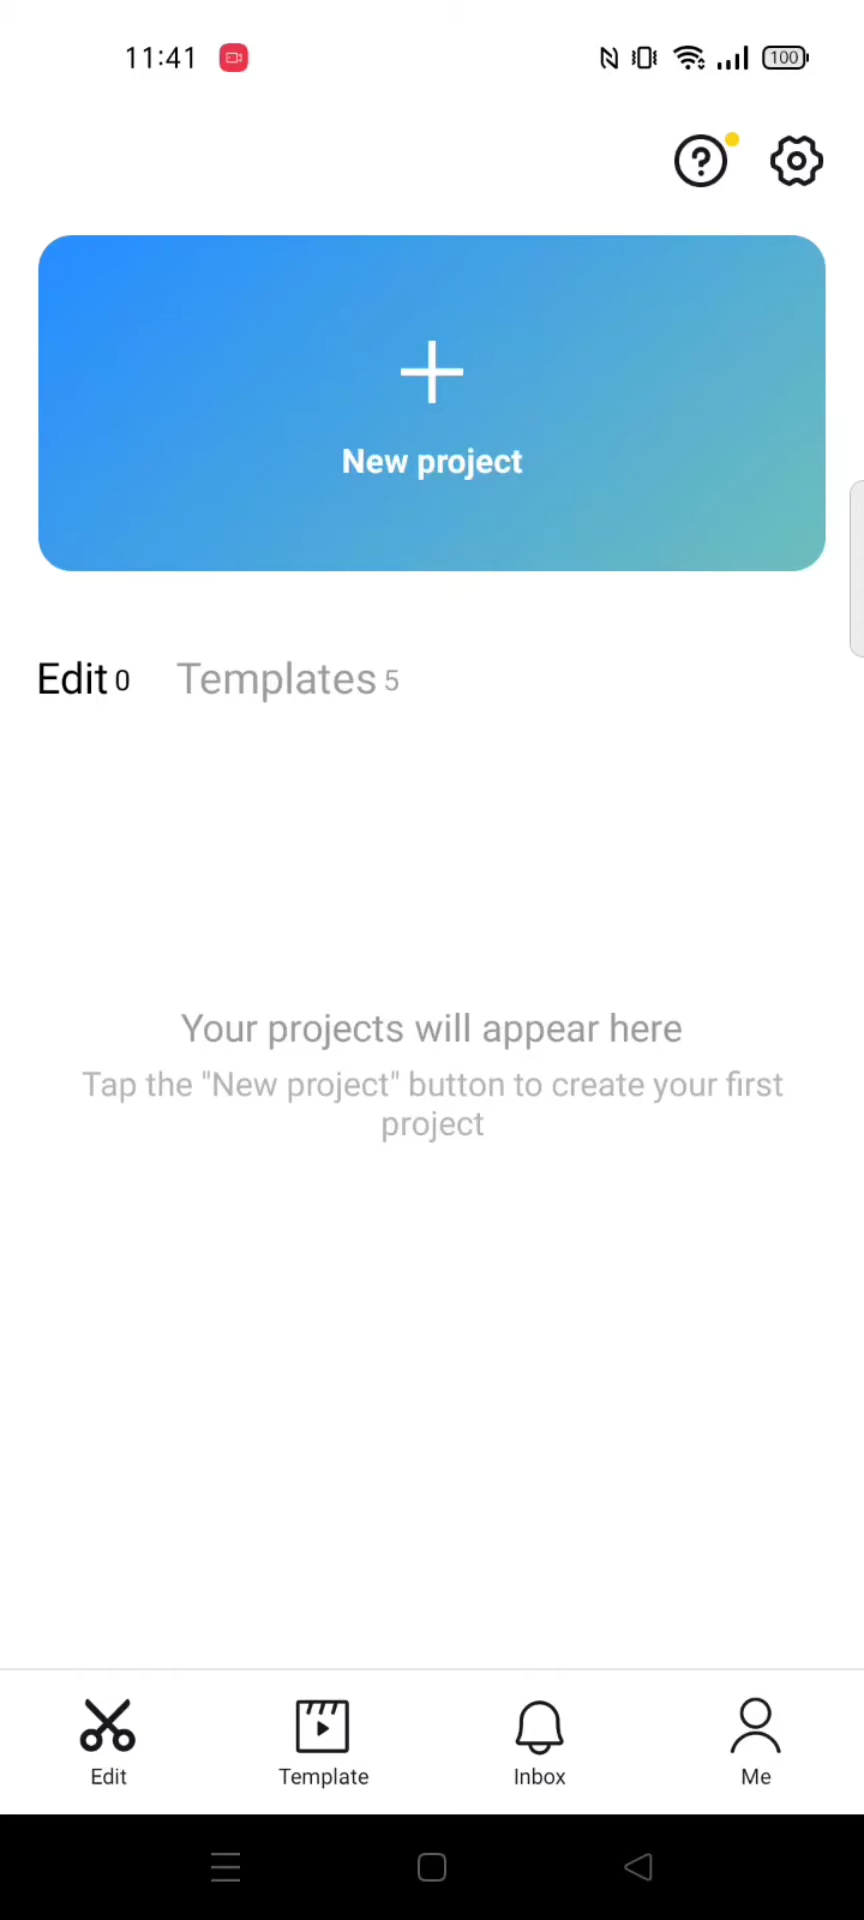 11:41
100
New project
Edit 0 Templates 5
Your projects will appear here
Tap the "New project" button to create your first
project
Edit Template Inbox Me